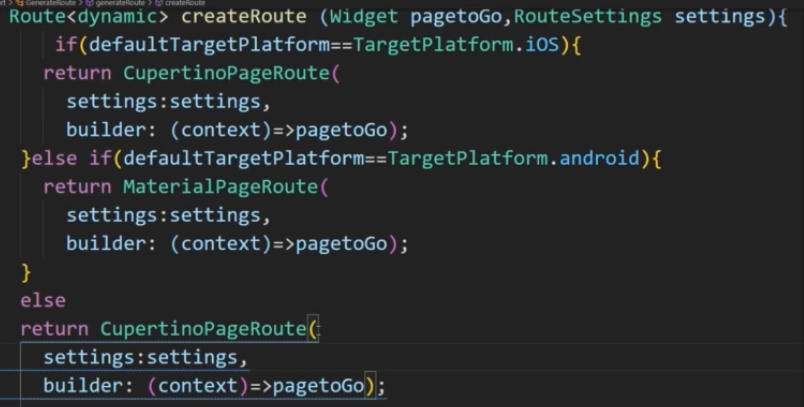 rt > GenerateRoute > generateRoute > createRoute
Route<dynamic> createRoute (Widget pagetoGo,RouteSettings settings){
if(defaultTargetPlatform==TargetPlatform.iOS){
return CupertinoPageRoute(
settings:settings,
builder: (context)=>pagetoGo);
}else if(defaultTargetPlatform==TargetPlatform.android){
return MaterialPageRoute(
settings:settings,
builder: (context)=>pagetoGo);
}
else
return CupertinoPageRoute(
settings:settings,
builder: (context)=>pagetoGo);